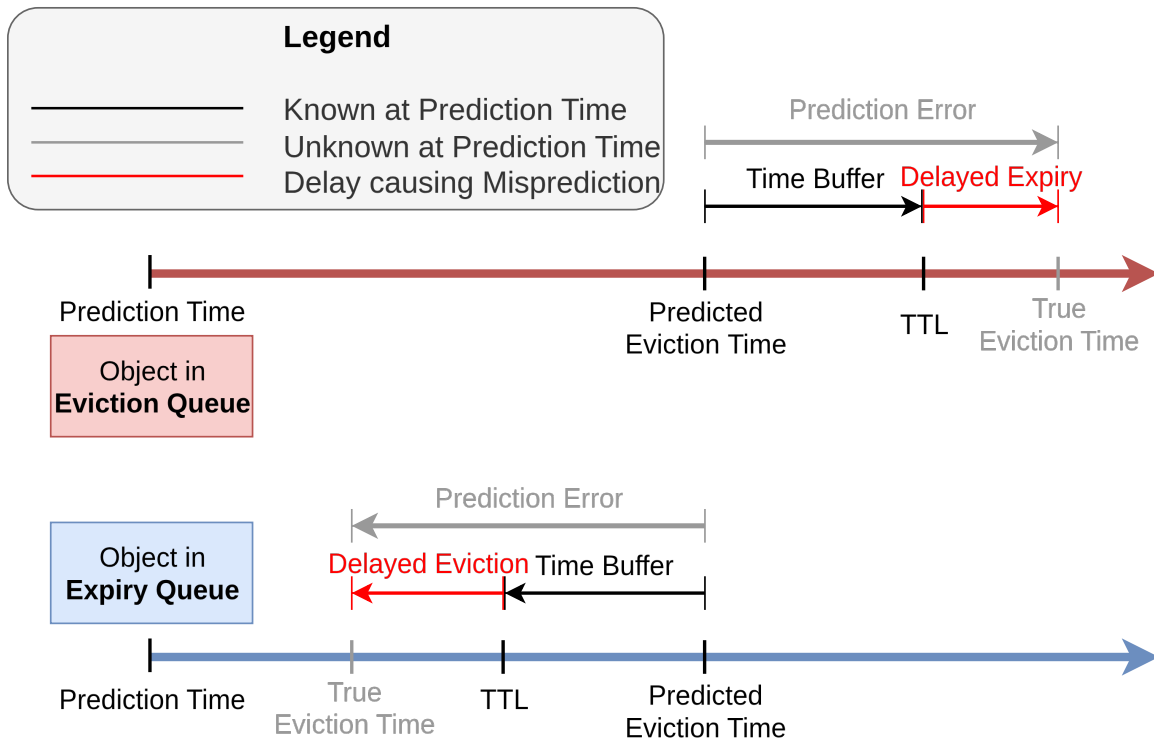 Legend
Known at Prediction Time
Unknown at Prediction Time
Delay causing Misprediction
Prediction Error
Time Buffer
Delayed Expiry
Prediction Time
Predicted
Eviction Time
TTL
True
Eviction Time
Object in
Eviction Queue
Prediction Error
Object in
Expiry Queue
Delayed Eviction
Time Buffer
Prediction Time
True
Eviction Time
TTL
Predicted
Eviction Time